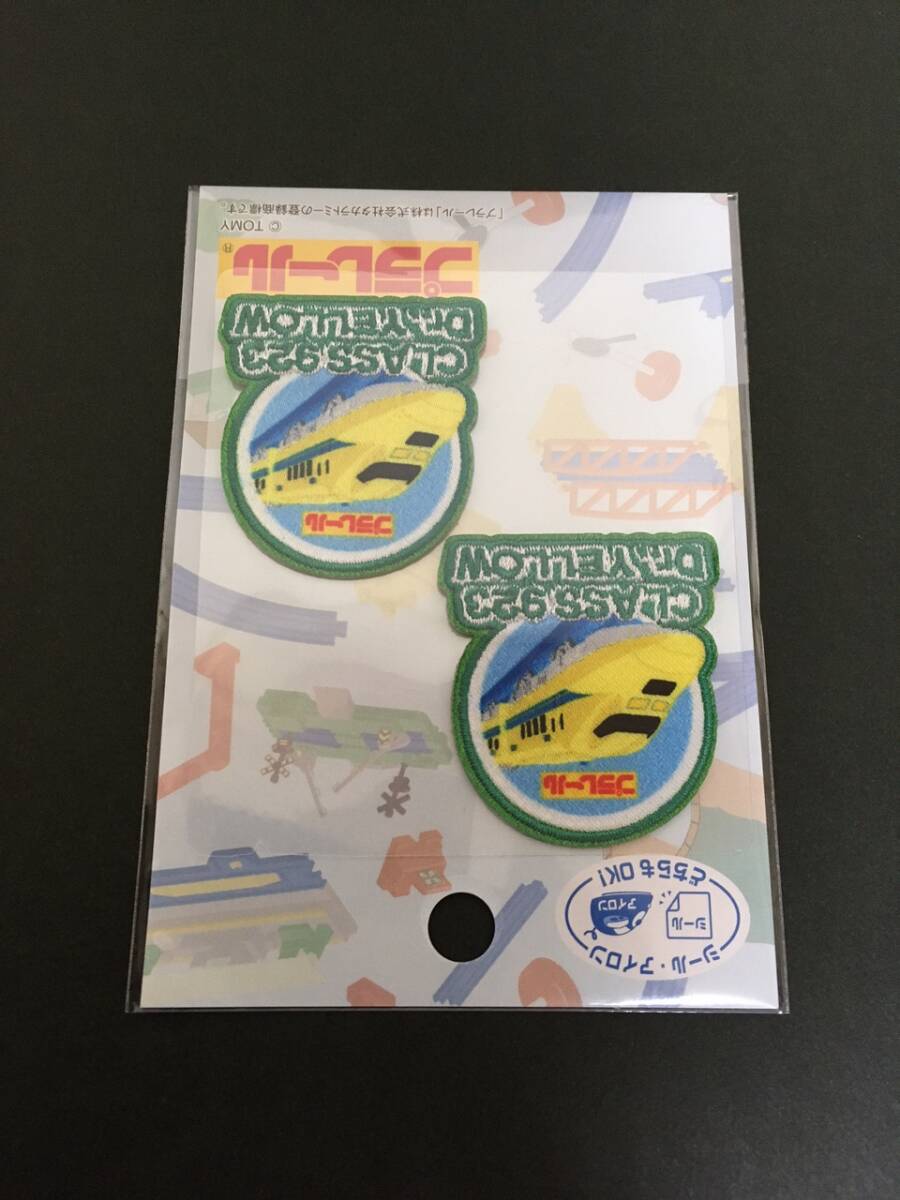 シール・アイロン
シール
アイロン
どちらもOK!
プラレール
CLASS 923
Dr.YELLOW
プラレール
CLASS 923
Dr.YELLOW
プラレール®
© TOMY
「プラレール」は株式会社タカラトミーの登録商標です。